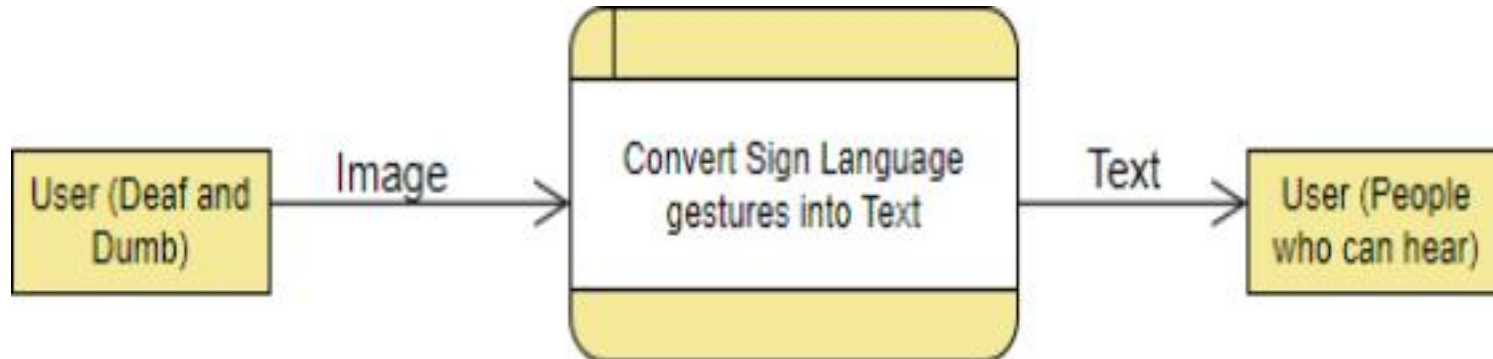 User (Deaf and
Dumb)
Image
Convert Sign Language
gestures into Text
Text
User (People
who can hear)